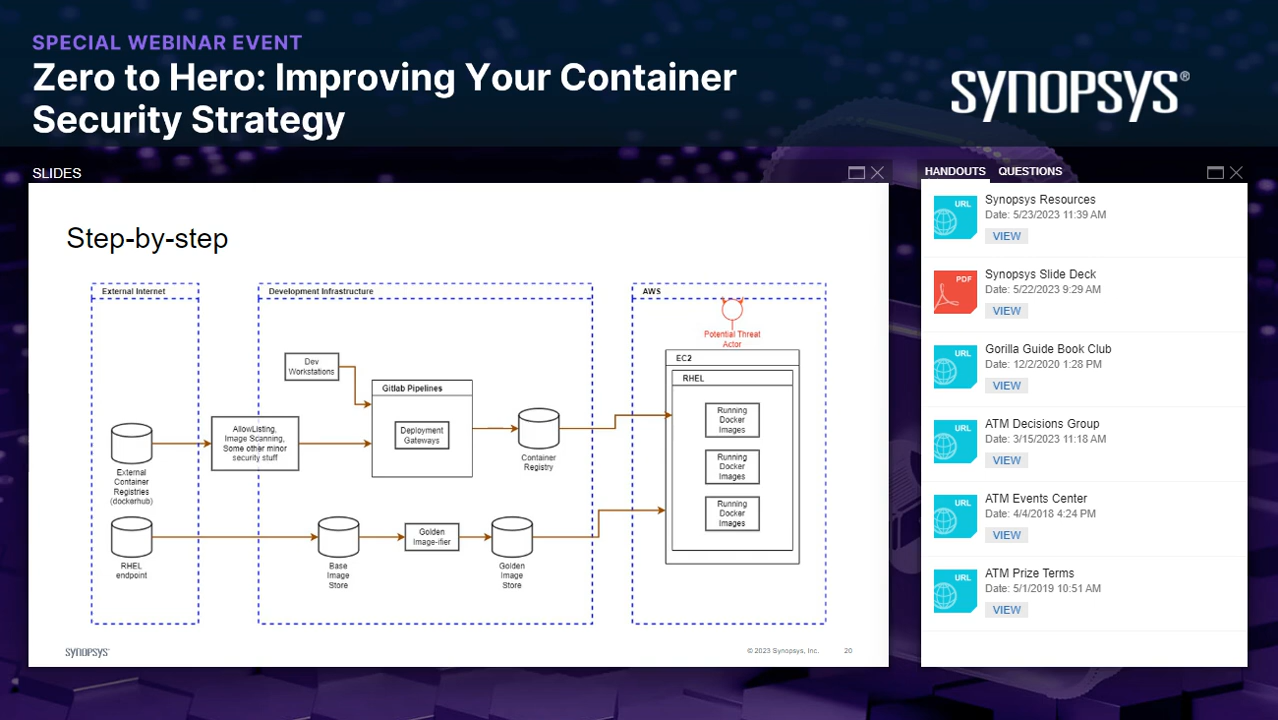 SPECIAL WEBINAR EVENT
Zero to Hero: Improving Your Container
Security Strategy
SYNOPSYS®
SLIDES
Step-by-step
External Internet
Development Infrastructure
AWS
Potential Threat
Actor
EC2
RHEL
Dev
Workstations
Gitlab Pipelines
Deployment
Gateways
AllowListing,
Image Scanning,
Some other minor
security stuff
External
Container
Registries
(dockerhub)
Container
Registry
Running
Docker
Images
Running
Docker
Images
Running
Docker
Images
RHEL
endpoint
Base
Image
Store
Golden
Image-ifier
Golden
Image
Store
SYNOPSYS®
© 2023 Synopsys, Inc.
20
HANDOUTS QUESTIONS
URL
Synopsys Resources
Date: 5/23/2023 11:39 AM
VIEW
PDF
Synopsys Slide Deck
Date: 5/22/2023 9:29 AM
VIEW
URL
Gorilla Guide Book Club
Date: 12/2/2020 1:28 PM
VIEW
URL
ATM Decisions Group
Date: 3/15/2023 11:18 AM
VIEW
URL
ATM Events Center
Date: 4/4/2018 4:24 PM
VIEW
URL
ATM Prize Terms
Date: 5/1/2019 10:51 AM
VIEW